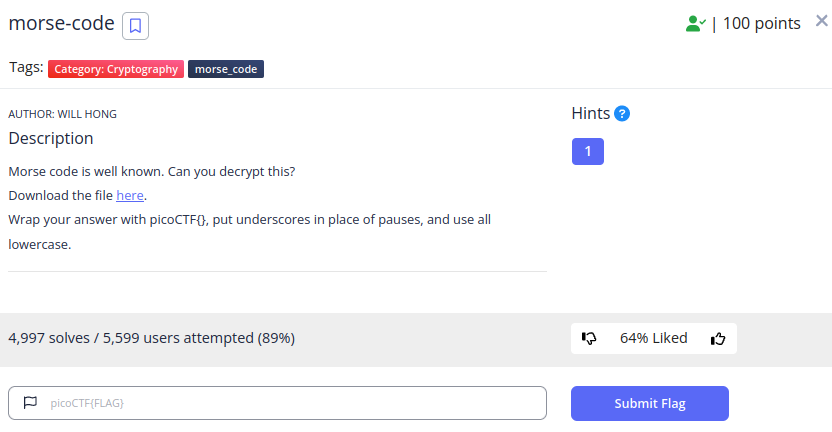 morse-code
| 100 points
Tags: Category: Cryptography morse_code
AUTHOR: WILL HONG
Description
Morse code is well known. Can you decrypt this?
Download the file here.
Wrap your answer with picoCTF{}, put underscores in place of pauses, and use all
lowercase.
Hints ?
1
4,997 solves / 5,599 users attempted (89%)
64% Liked
picoCTF{FLAG}
Submit Flag